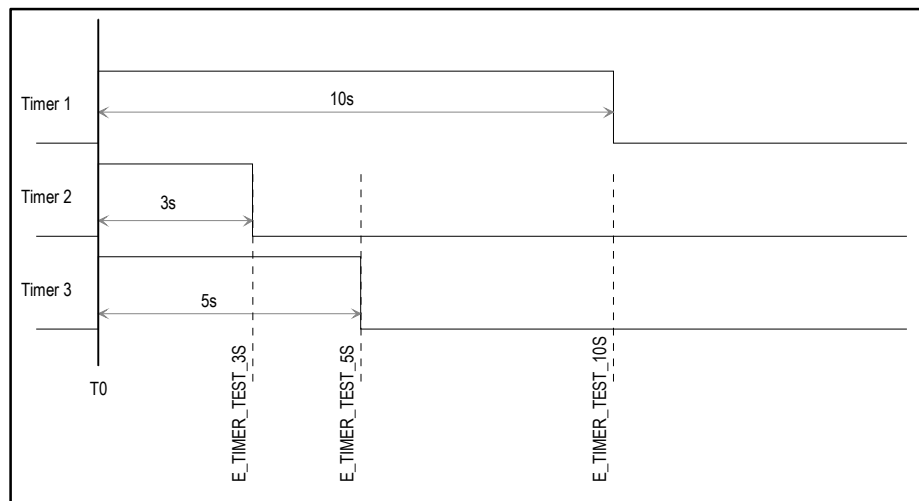 Timer 1
10s
Timer 2
3s
Timer 3
5s
T0
E_TIMER_TEST_3S
E_TIMER_TEST_5S
E_TIMER_TEST_10S